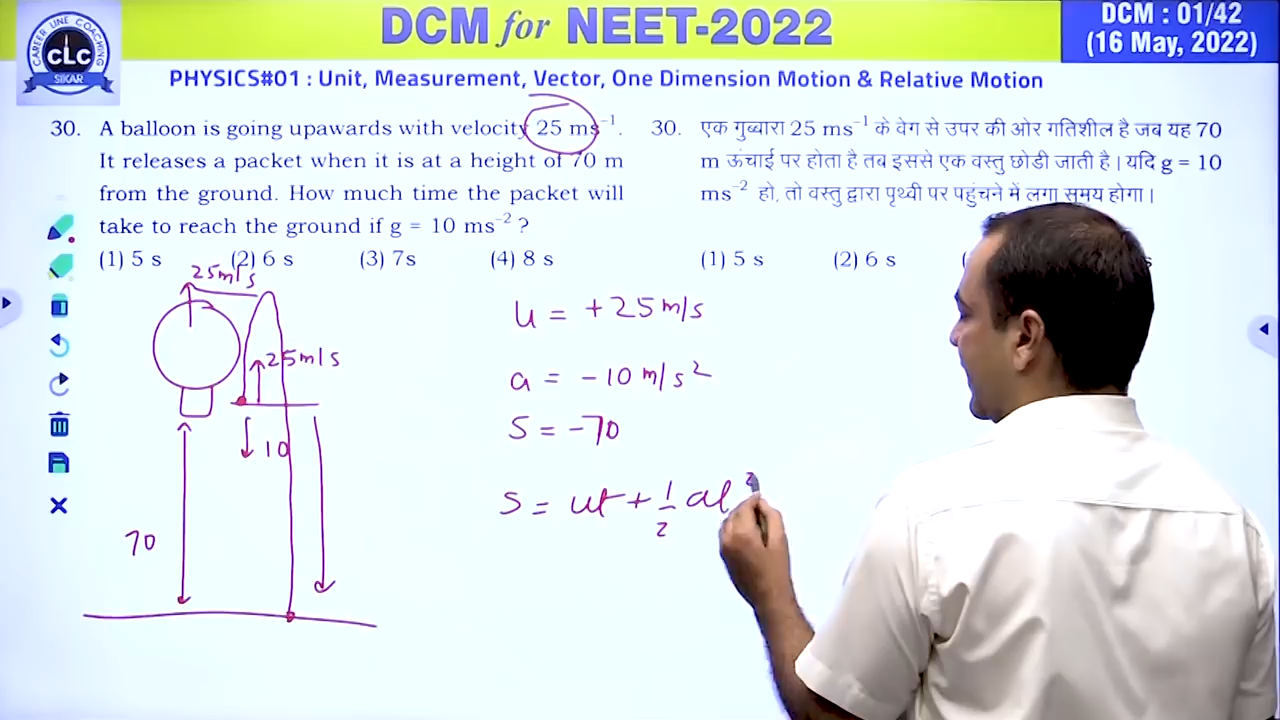 DCM for NEET-2022
DCM : 01/42
(16 May, 2022)
CAREER LINE COACHING
CLC
SIKAR
PHYSICS#01 : Unit, Measurement, Vector, One Dimension Motion & Relative Motion
30. A balloon is going upawards with velocity 25 ms⁻¹.
It releases a packet when it is at a height of 70 m
from the ground. How much time the packet will
take to reach the ground if g = 10 ms⁻² ?
(1) 5 s (2) 6 s (3) 7s (4) 8 s
30. एक गुब्बारा 25 ms⁻¹ के वेग से उपर की ओर गतिशील है जब यह 70
m ऊंचाई पर होता है तब इससे एक वस्तु छोडी जाती है। यदि g = 10
ms⁻² हो, तो वस्तु द्वारा पृथ्वी पर पहुंचने में लगा समय होगा।
(1) 5 s (2) 6 s
25m/s
25m/s
10
70
u = +25 m/s
a = -10 m/s²
S = -70
S = ut + 1/2 at²